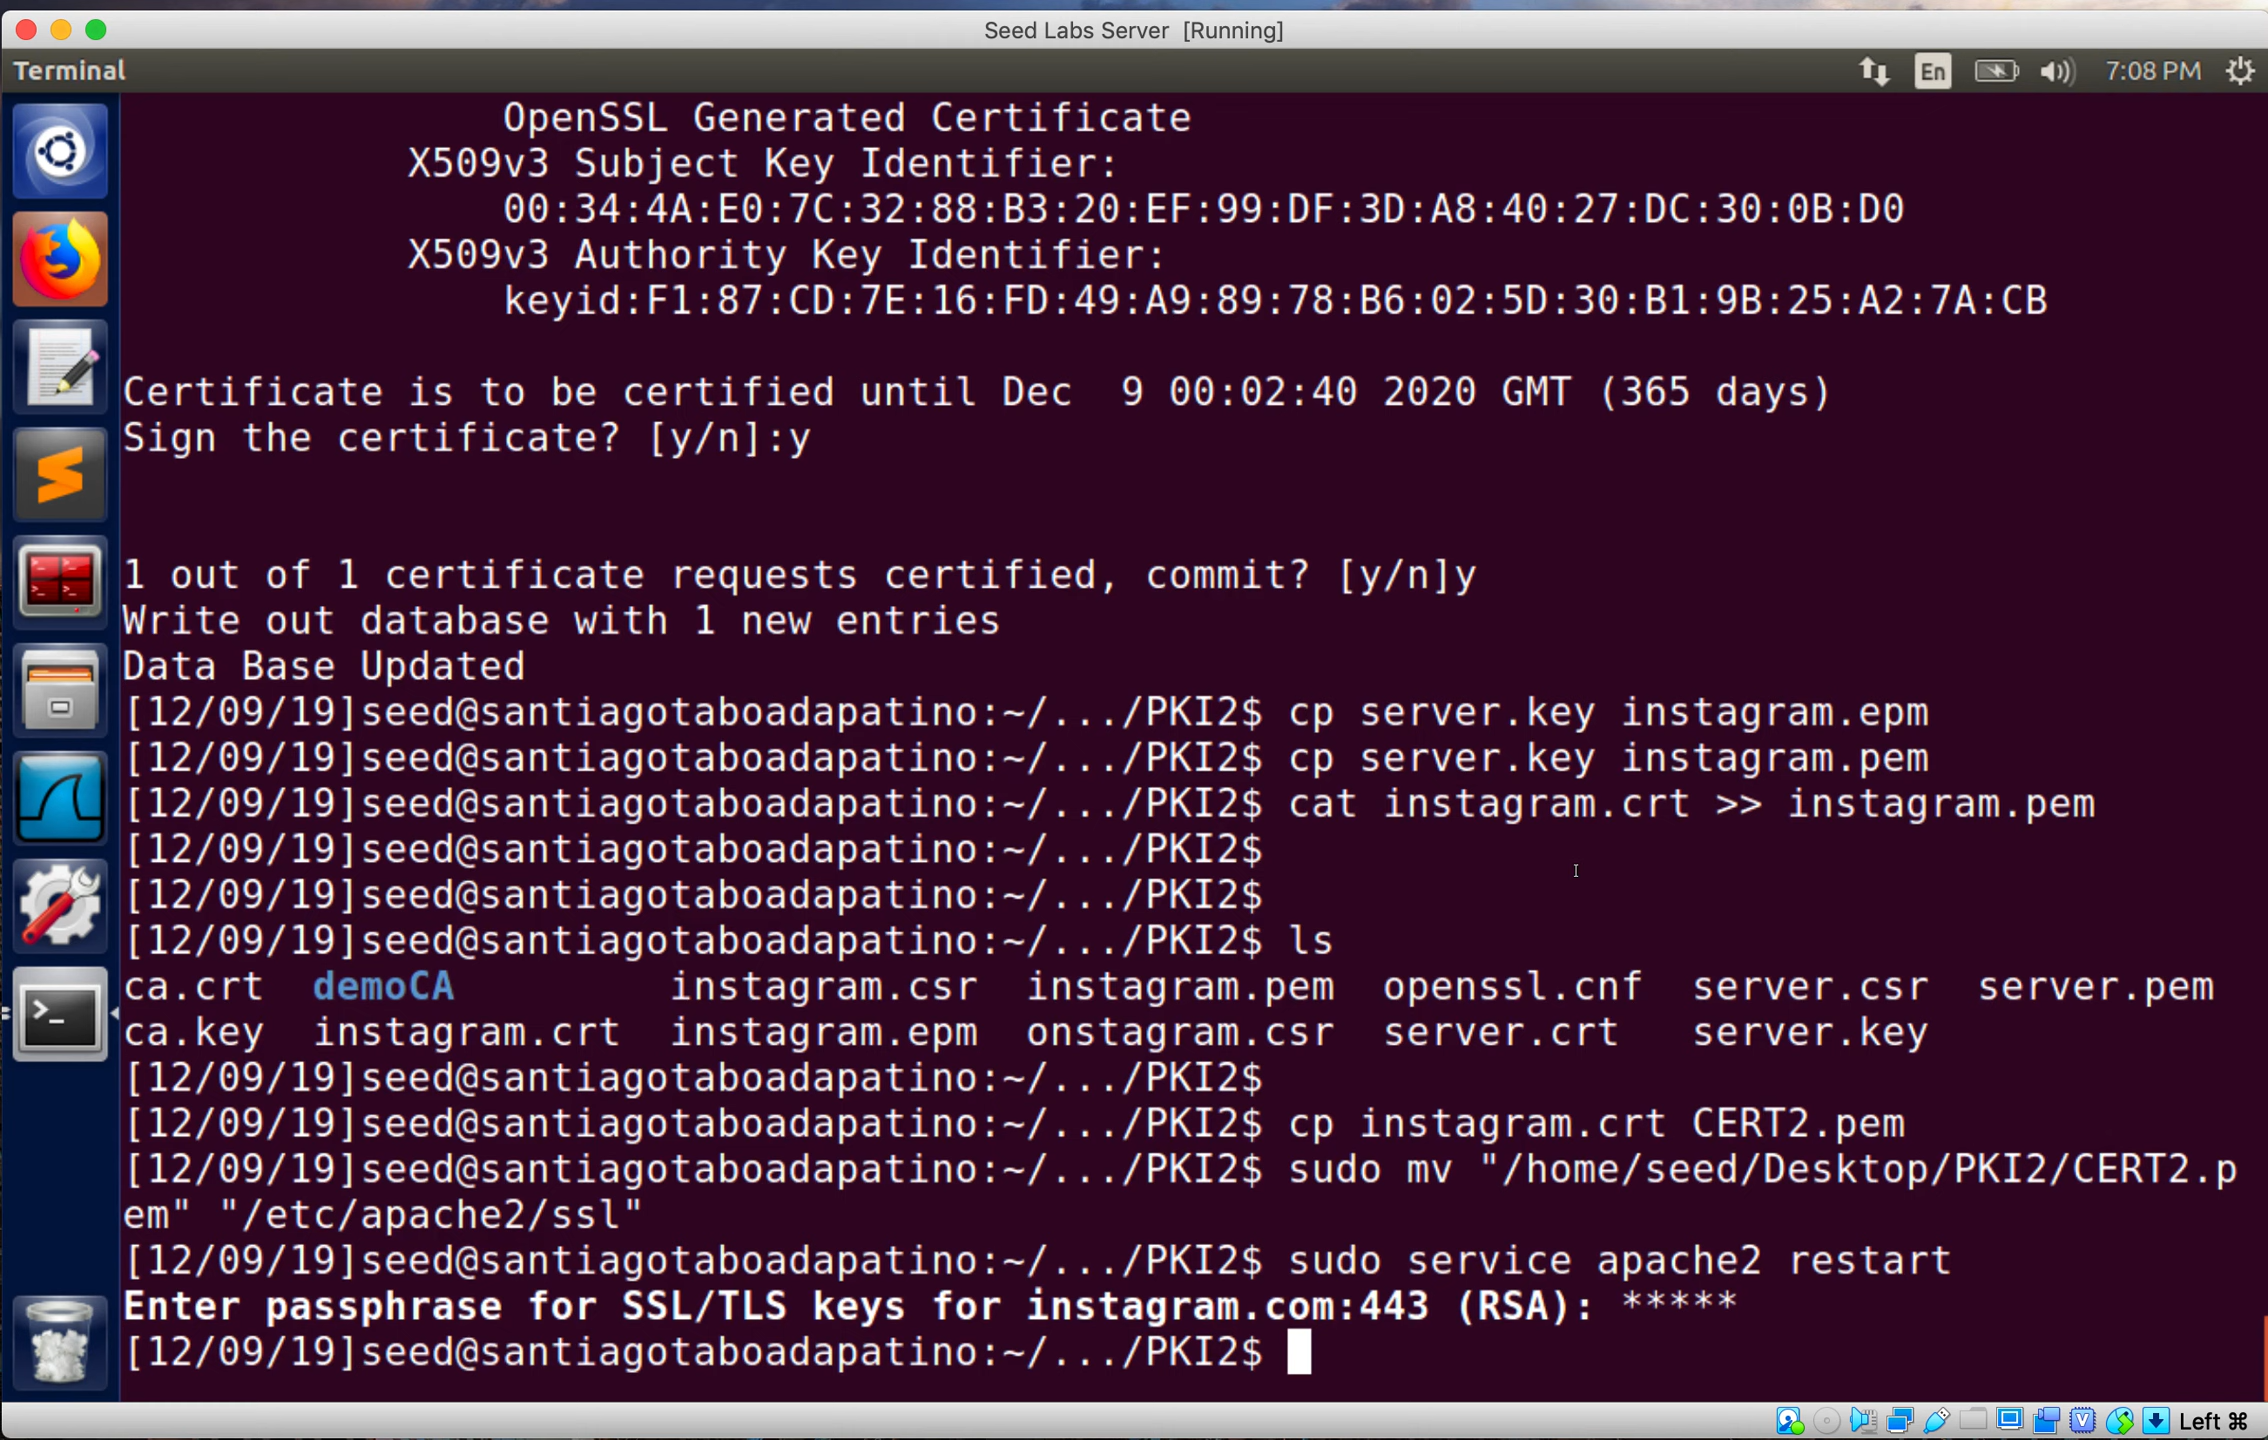 Seed Labs Server [Running]
Terminal
En
7:08 PM
OpenSSL Generated Certificate
X509v3 Subject Key Identifier:
00:34:4A:E0:7C:32:88:B3:20:EF:99:DF:3D:A8:40:27:DC:30:0B:D0
X509v3 Authority Key Identifier:
keyid:F1:87:CD:7E:16:FD:49:A9:89:78:B6:02:5D:30:B1:9B:25:A2:7A:CB
Certificate is to be certified until Dec  9 00:02:40 2020 GMT (365 days)
Sign the certificate? [y/n]:y
1 out of 1 certificate requests certified, commit? [y/n]y
Write out database with 1 new entries
Data Base Updated
[12/09/19]seed@santiagotaboadapatino:~/.../PKI2$ cp server.key instagram.epm
[12/09/19]seed@santiagotaboadapatino:~/.../PKI2$ cp server.key instagram.pem
[12/09/19]seed@santiagotaboadapatino:~/.../PKI2$ cat instagram.crt >> instagram.pem
[12/09/19]seed@santiagotaboadapatino:~/.../PKI2$
[12/09/19]seed@santiagotaboadapatino:~/.../PKI2$
[12/09/19]seed@santiagotaboadapatino:~/.../PKI2$ ls
ca.crt  demoCA         instagram.csr  instagram.pem  openssl.cnf  server.csr  server.pem
ca.key  instagram.crt  instagram.epm  onstagram.csr  server.crt   server.key
[12/09/19]seed@santiagotaboadapatino:~/.../PKI2$
[12/09/19]seed@santiagotaboadapatino:~/.../PKI2$ cp instagram.crt CERT2.pem
[12/09/19]seed@santiagotaboadapatino:~/.../PKI2$ sudo mv "/home/seed/Desktop/PKI2/CERT2.p
em" "/etc/apache2/ssl"
[12/09/19]seed@santiagotaboadapatino:~/.../PKI2$ sudo service apache2 restart
Enter passphrase for SSL/TLS keys for instagram.com:443 (RSA): *****
[12/09/19]seed@santiagotaboadapatino:~/.../PKI2$
Left ⌘